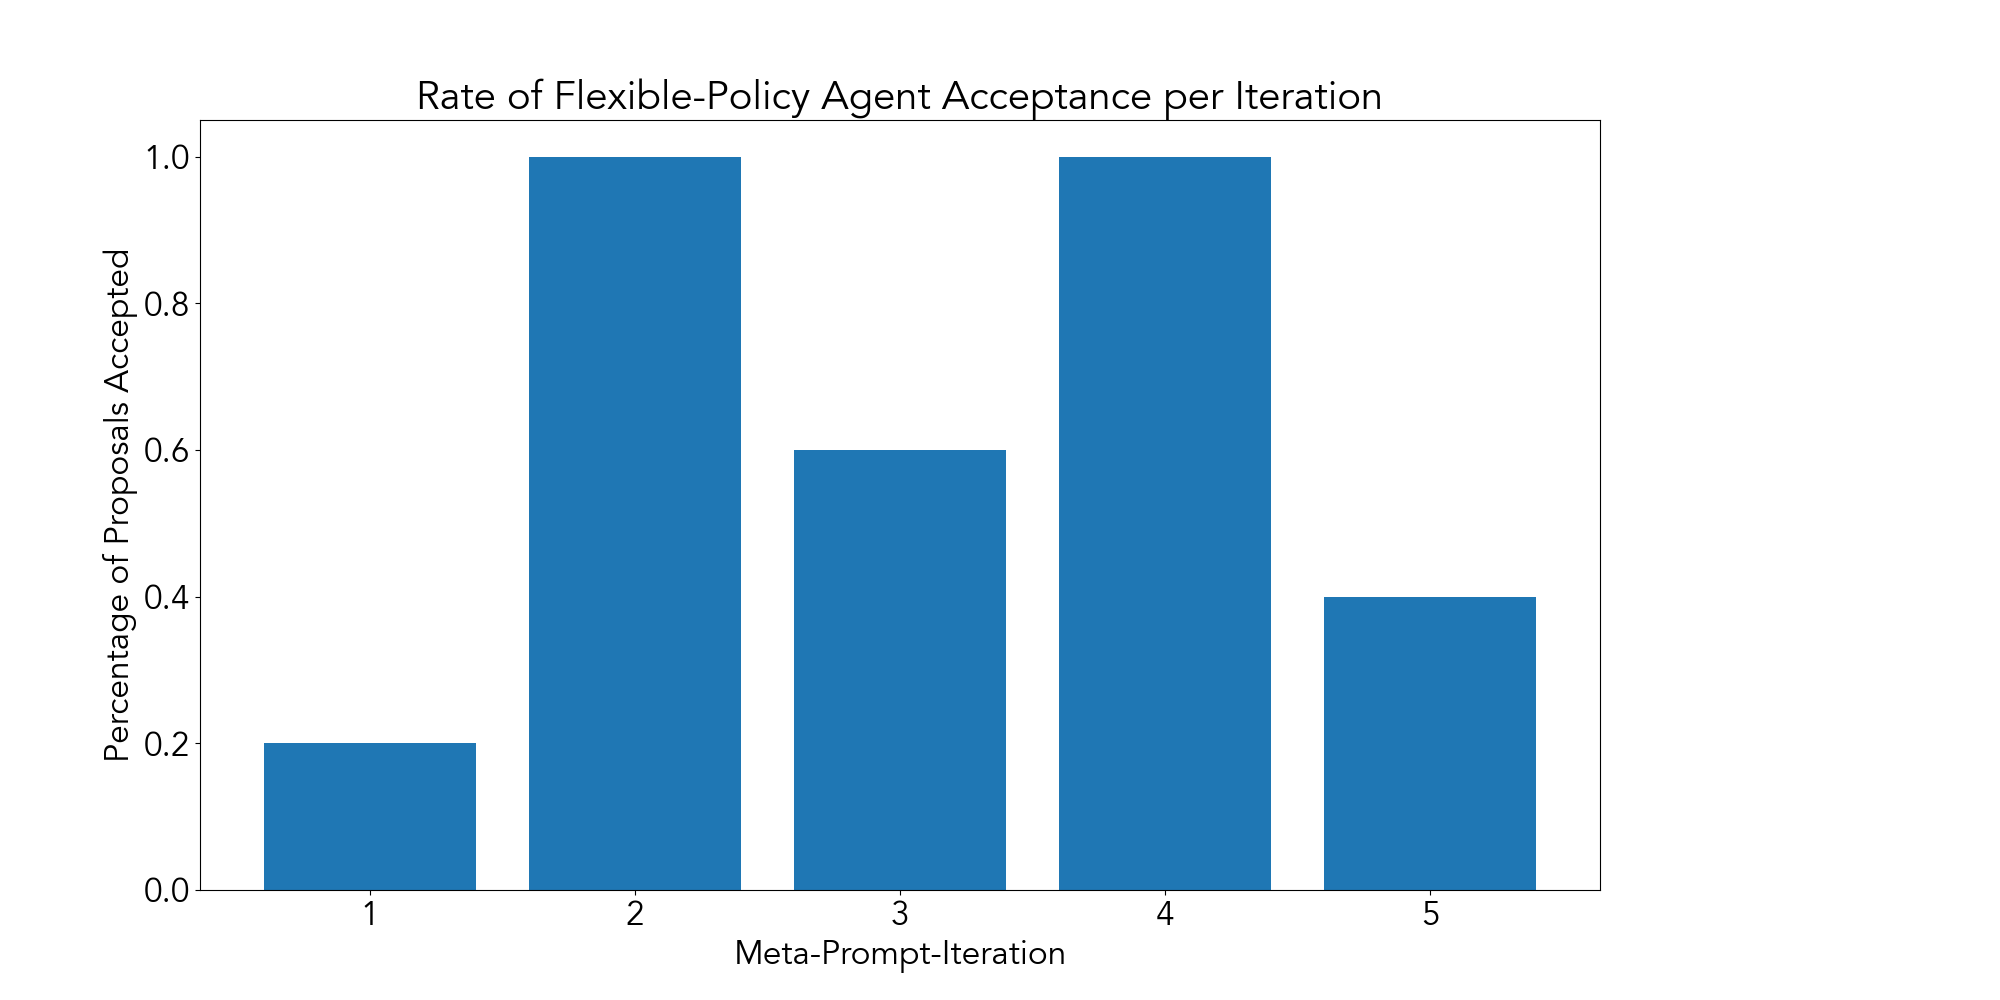 Rate of Flexible-Policy Agent Acceptance per Iteration
Percentage of Proposals Accepted
1.0
0.8
0.6
0.4
0.2
0.0
1 2 3 4 5
Meta-Prompt-Iteration